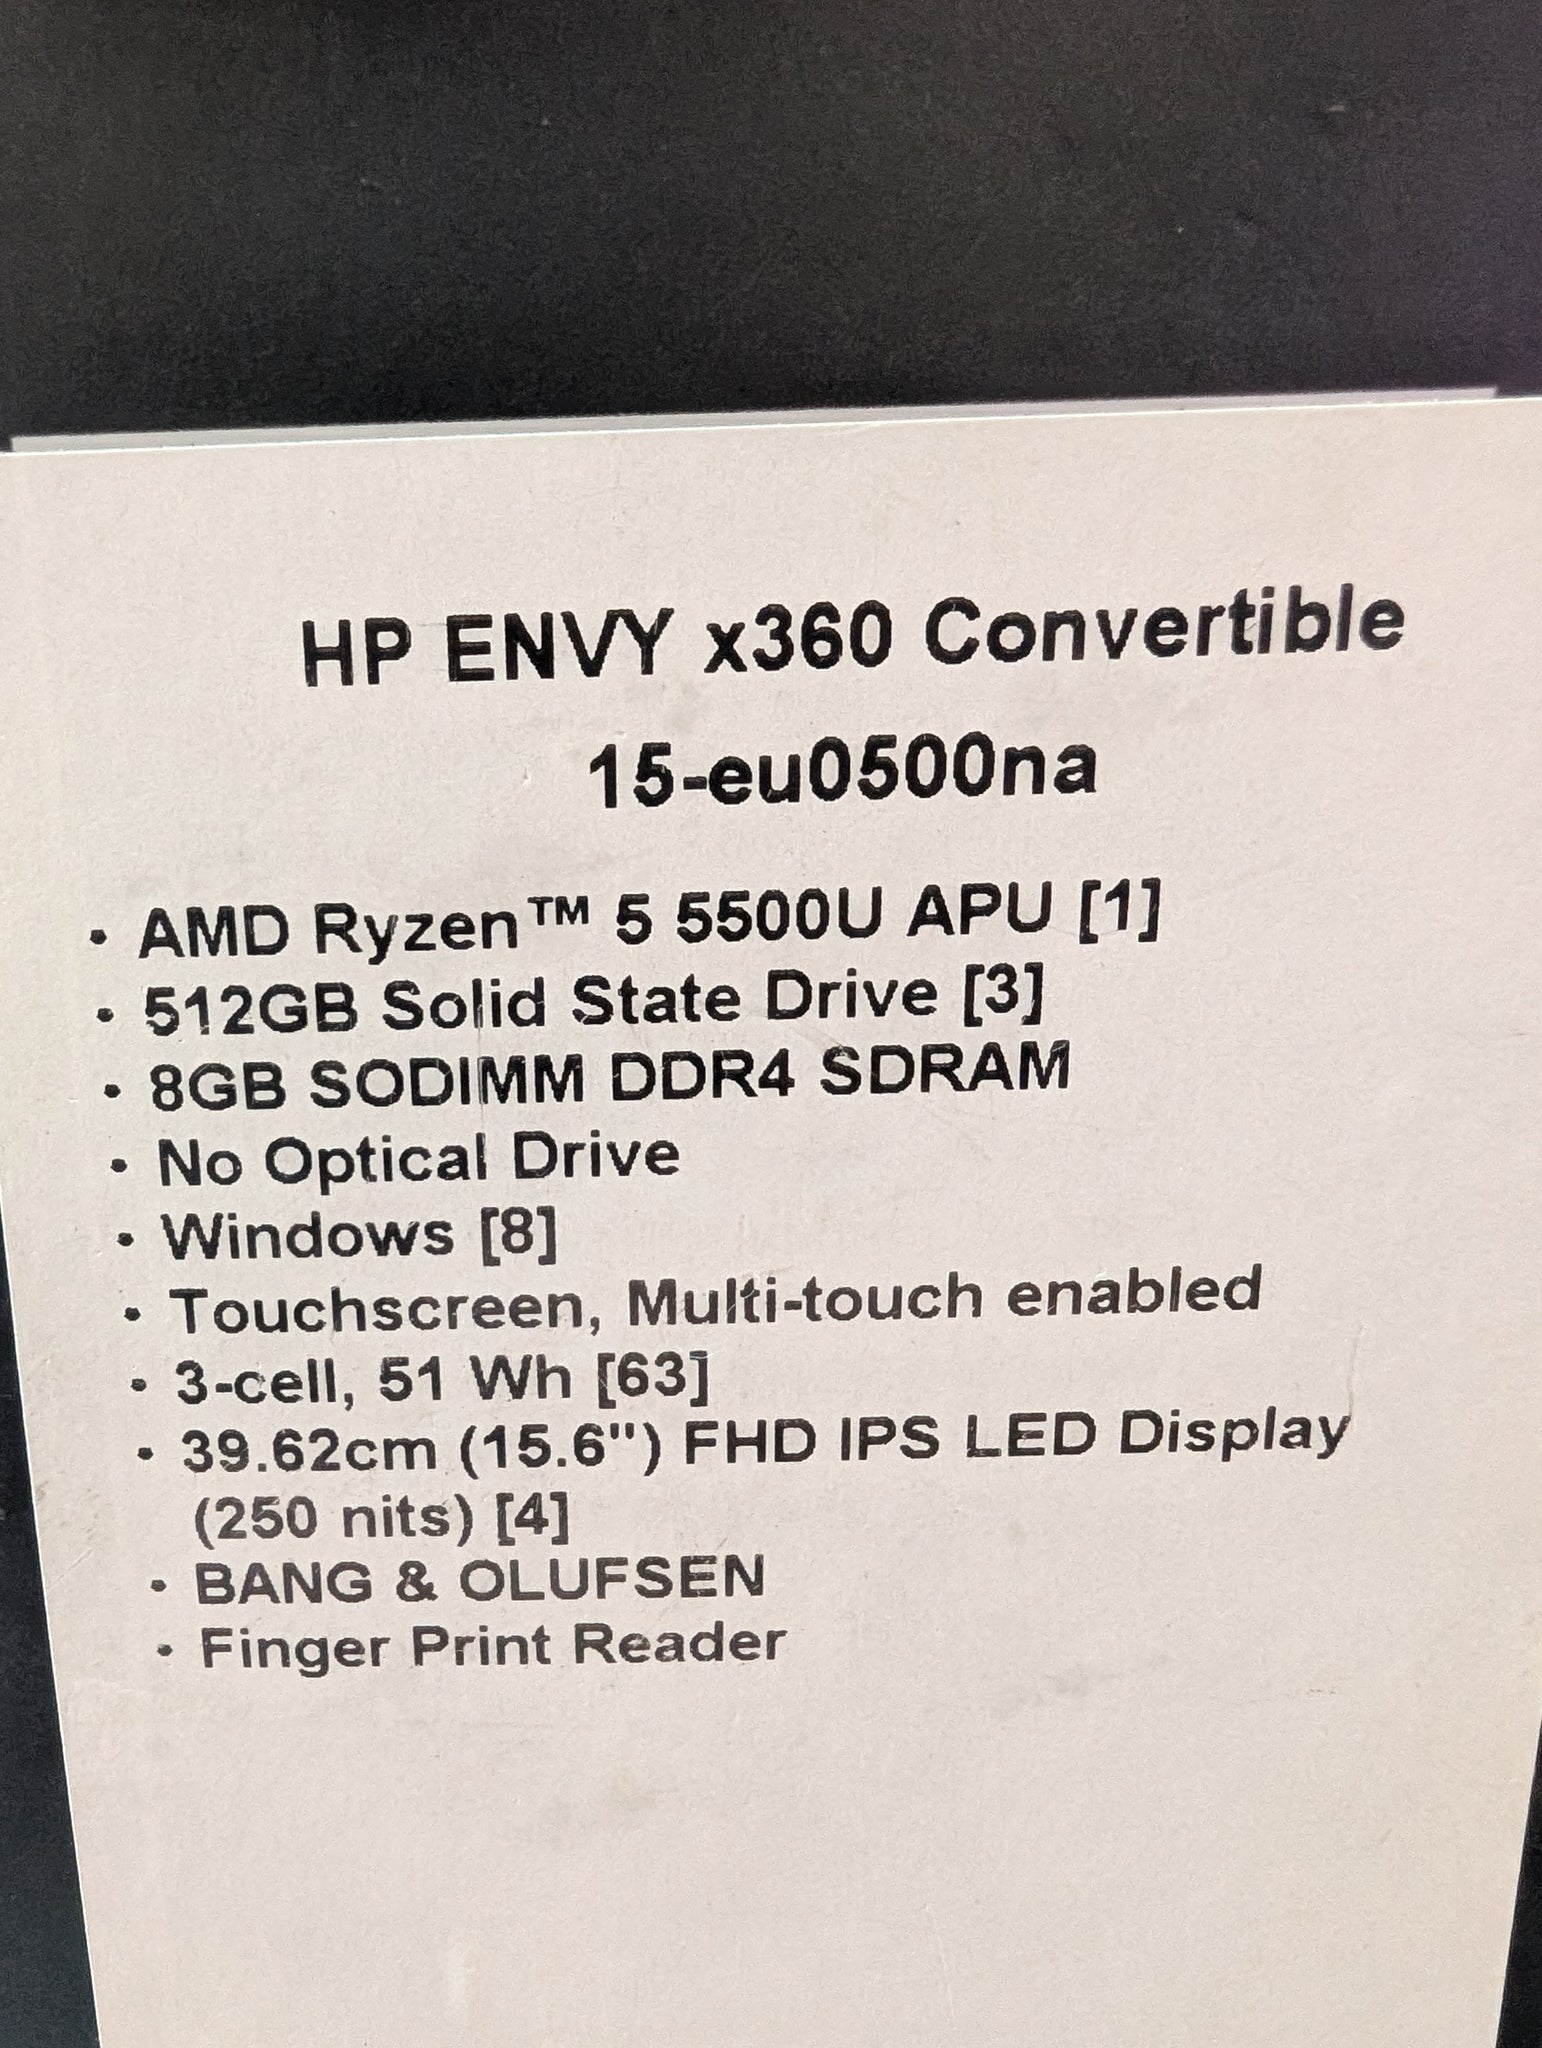 HP ENVY x360 Convertible
15-eu0500na
• AMD Ryzen™ 5 5500U APU [1]
• 512GB Solid State Drive [3]
• 8GB SODIMM DDR4 SDRAM
• No Optical Drive
• Windows [8]
• Touchscreen, Multi-touch enabled
• 3-cell, 51 Wh [63]
• 39.62cm (15.6") FHD IPS LED Display
(250 nits) [4]
• BANG & OLUFSEN
• Finger Print Reader